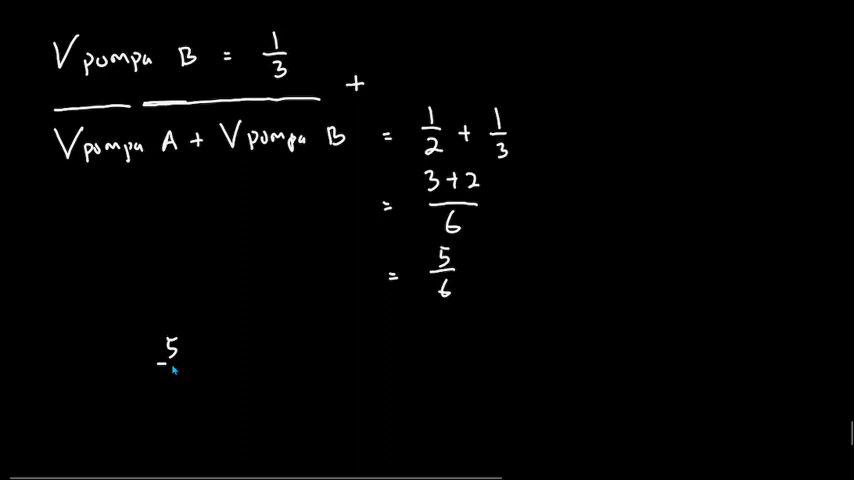 V pompa B = 1/3
+
V pompa A + V pompa B = 1/2 + 1/3
= 3+2/6
= 5/6
5